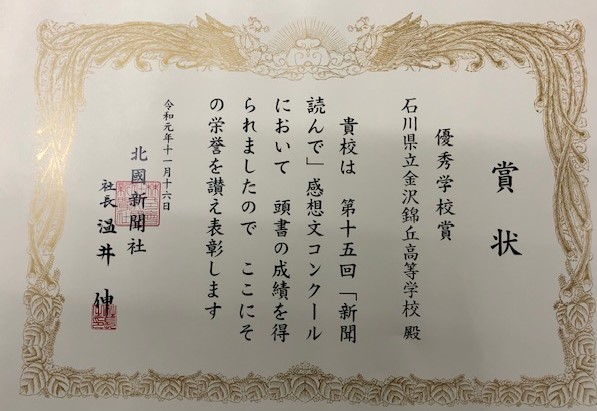 賞状
優秀学校賞
石川県立金沢錦丘高等学校 殿
貴校は 第十五回「新聞
読んで」感想文コンクール
において 頭書の成績を得
られましたので ここにそ
の栄誉を讃え表彰します
令和元年十一月十六日
北國新聞社
社長 温井 伸